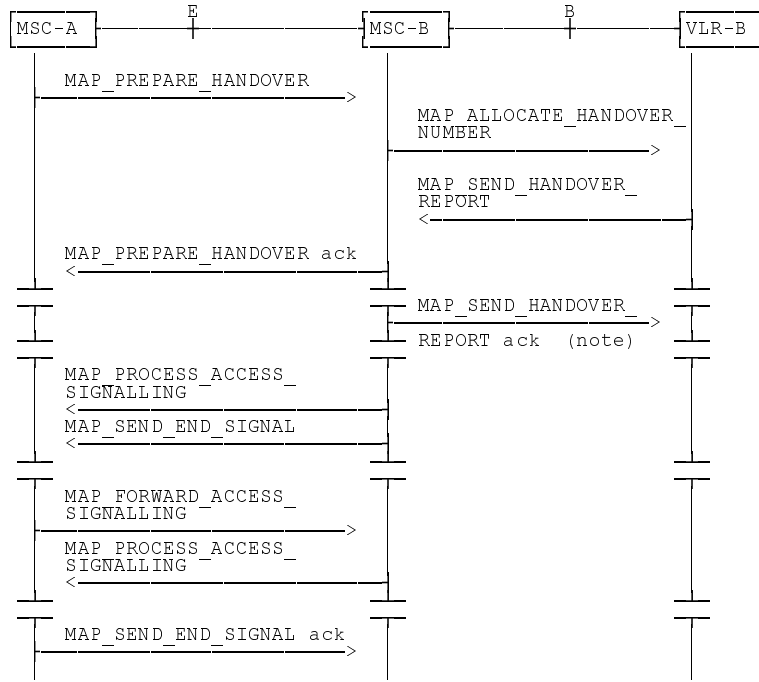 E B
MSC-A MSC-B VLR-B
MAP_PREPARE_HANDOVER
MAP_ALLOCATE_HANDOVER_
NUMBER
MAP_SEND_HANDOVER_
REPORT
MAP_PREPARE_HANDOVER ack
MAP_SEND_HANDOVER_
REPORT ack (note)
MAP_PROCESS_ACCESS_
SIGNALLING
MAP_SEND_END_SIGNAL
MAP_FORWARD_ACCESS_
SIGNALLING
MAP_PROCESS_ACCESS_
SIGNALLING
MAP_SEND_END_SIGNAL ack